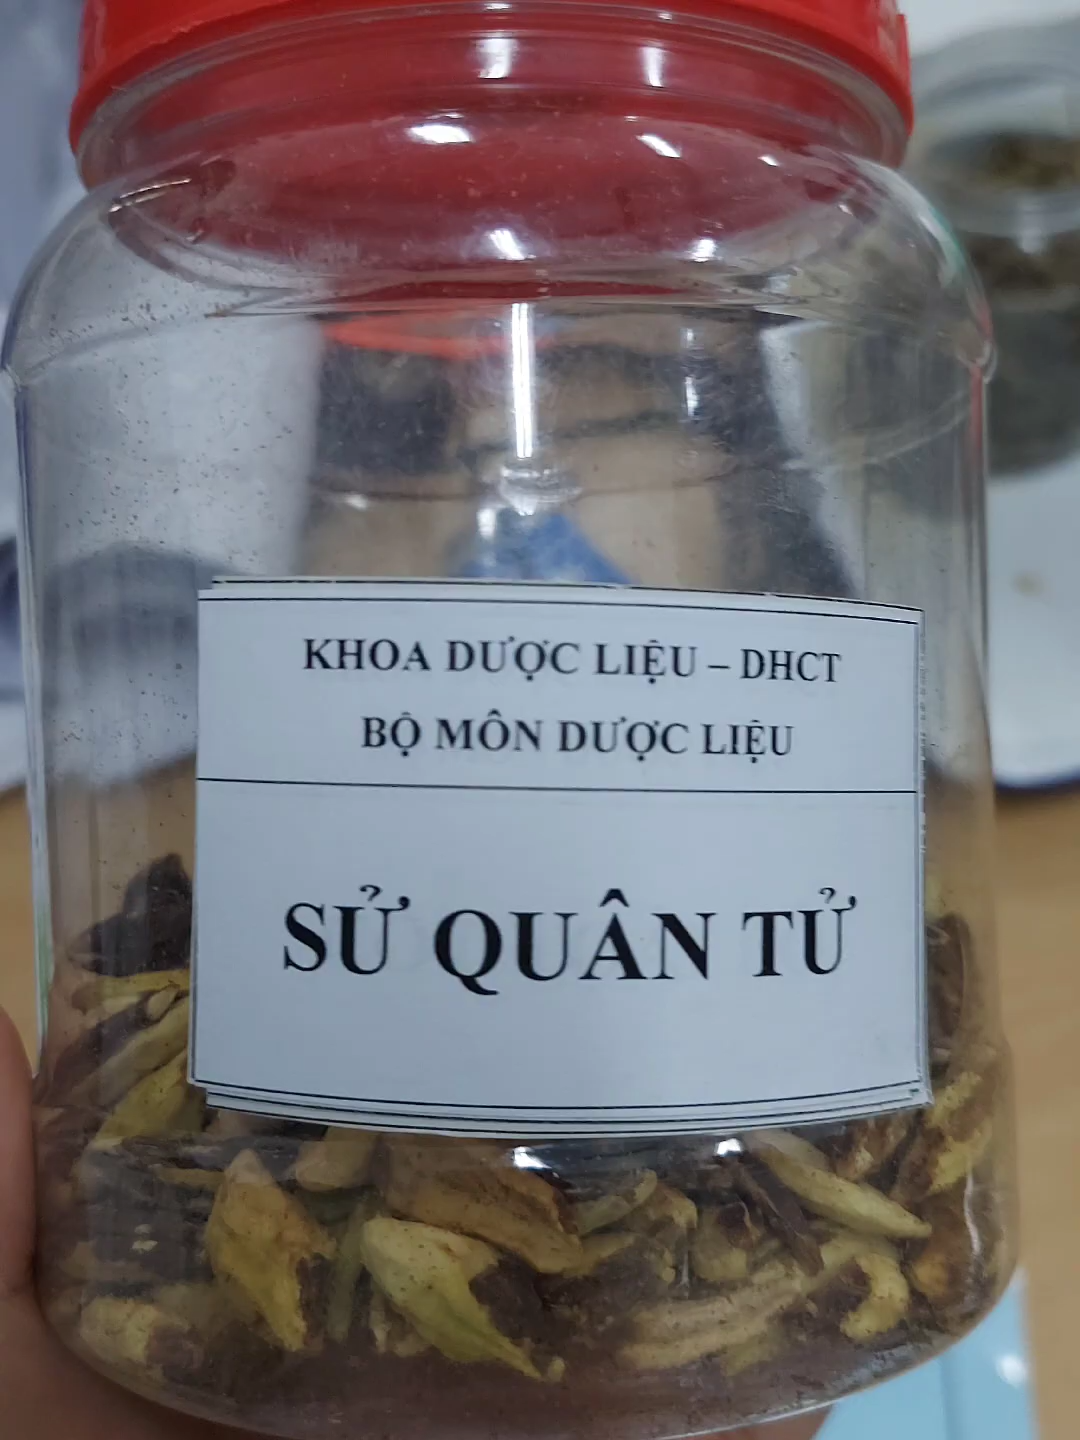 KHOA DƯỢC LIỆU – DHCT
BỘ MÔN DƯỢC LIỆU
SỬ QUÂN TỬ